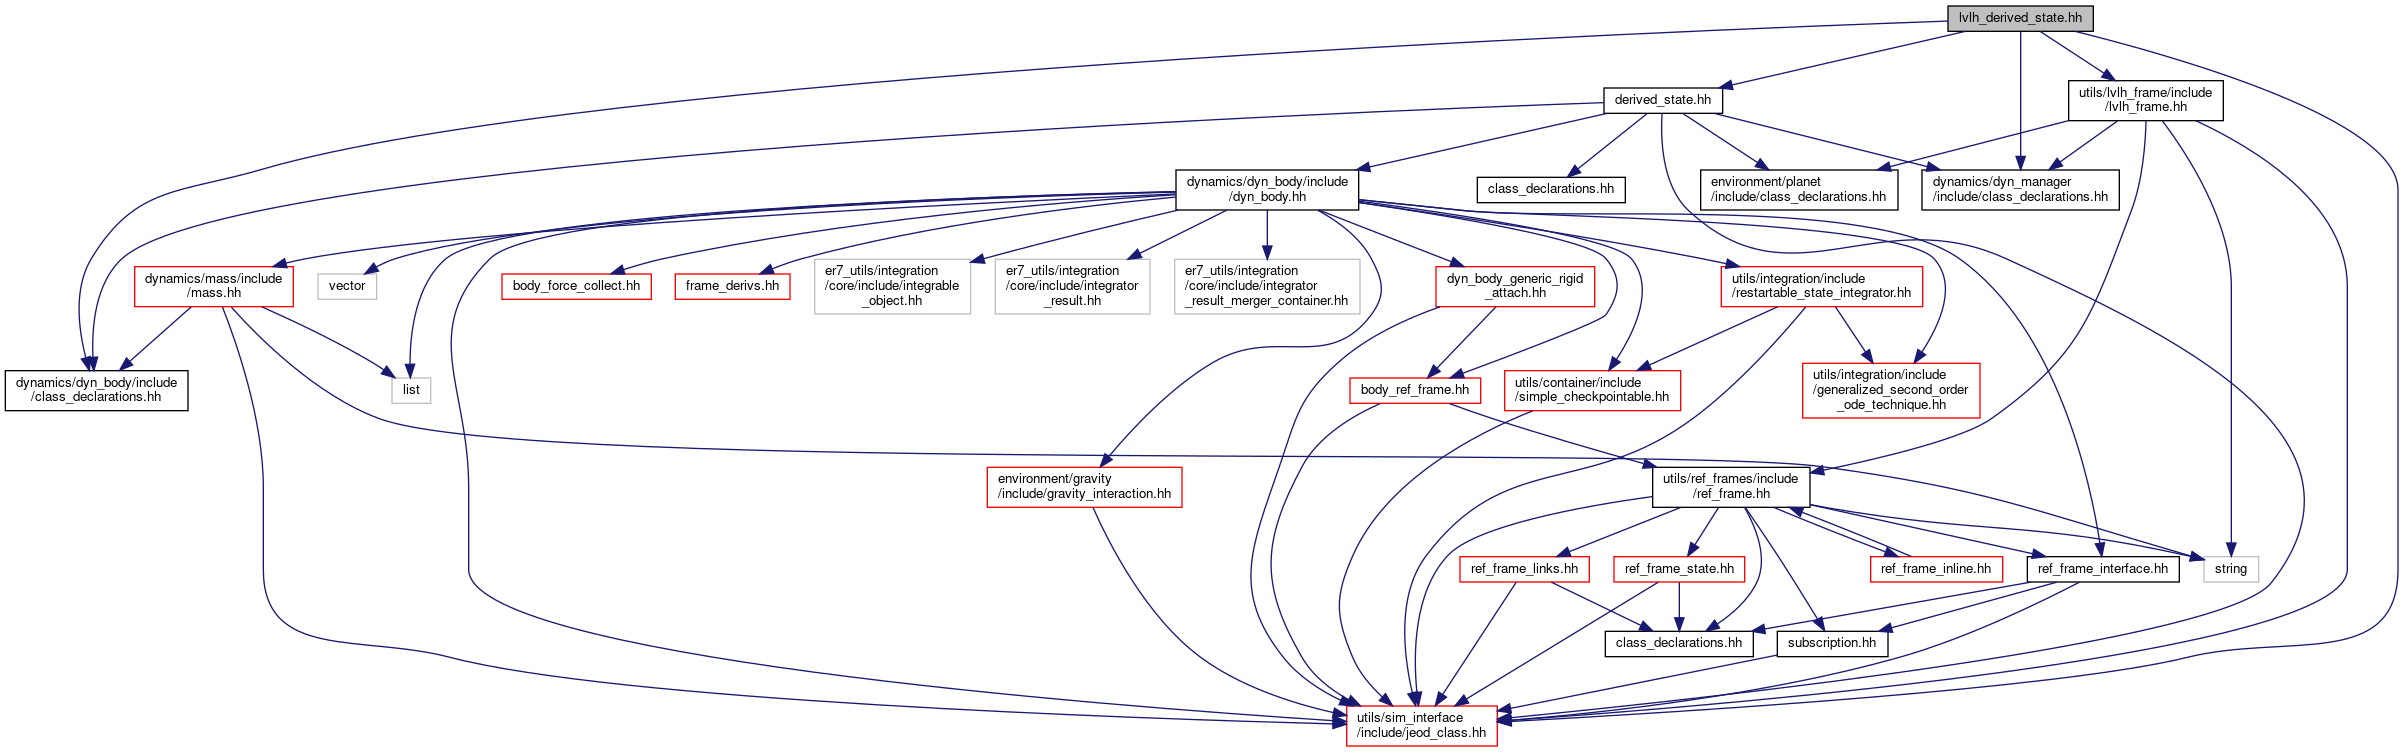 lvlh_derived_state.hh
derived_state.hh
utils/lvlh_frame/include
/lvlh_frame.hh
dynamics/dyn_body/include
/dyn_body.hh
class_declarations.hh
environment/planet
/include/class_declarations.hh
dynamics/dyn_manager
/include/class_declarations.hh
dynamics/mass/include
/mass.hh
vector
body_force_collect.hh
frame_derivs.hh
er7_utils/integration
/core/include/integrable
_object.hh
er7_utils/integration
/core/include/integrator
_result.hh
er7_utils/integration
/core/include/integrator
_result_merger_container.hh
dyn_body_generic_rigid
_attach.hh
utils/integration/include
/restartable_state_integrator.hh
dynamics/dyn_body/include
/class_declarations.hh
list
body_ref_frame.hh
utils/container/include
/simple_checkpointable.hh
utils/integration/include
/generalized_second_order
_ode_technique.hh
environment/gravity
/include/gravity_interaction.hh
utils/ref_frames/include
/ref_frame.hh
ref_frame_links.hh
ref_frame_state.hh
ref_frame_inline.hh
ref_frame_interface.hh
string
class_declarations.hh
subscription.hh
utils/sim_interface
/include/jeod_class.hh